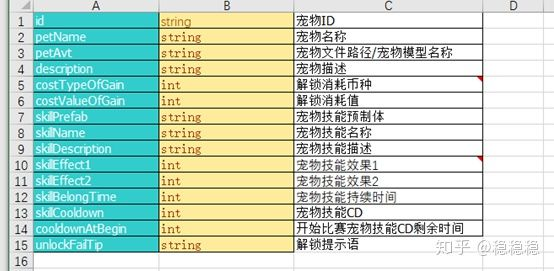 A B C D
1 id string 宠物ID
2 petName string 宠物名称
3 petAvt string 宠物文件路径/宠物模型名称
4 description string 宠物描述
5 costTypeOfGain int 解锁消耗币种
6 costValueOfGain int 解锁消耗值
7 skillPrefab string 宠物技能预制体
8 skillName string 宠物技能名称
9 skillDescription string 宠物技能描述
10 skillEffect1 int 宠物技能效果1
11 skillEffect2 int 宠物技能效果2
12 skillBelongTime int 宠物技能持续时间
13 skillCooldown int 宠物技能CD
14 cooldownAtBegin int 开始比赛宠物技能CD剩余时间
15 unlockFailTip string 解锁提示语
16
知乎 @稳稳稳